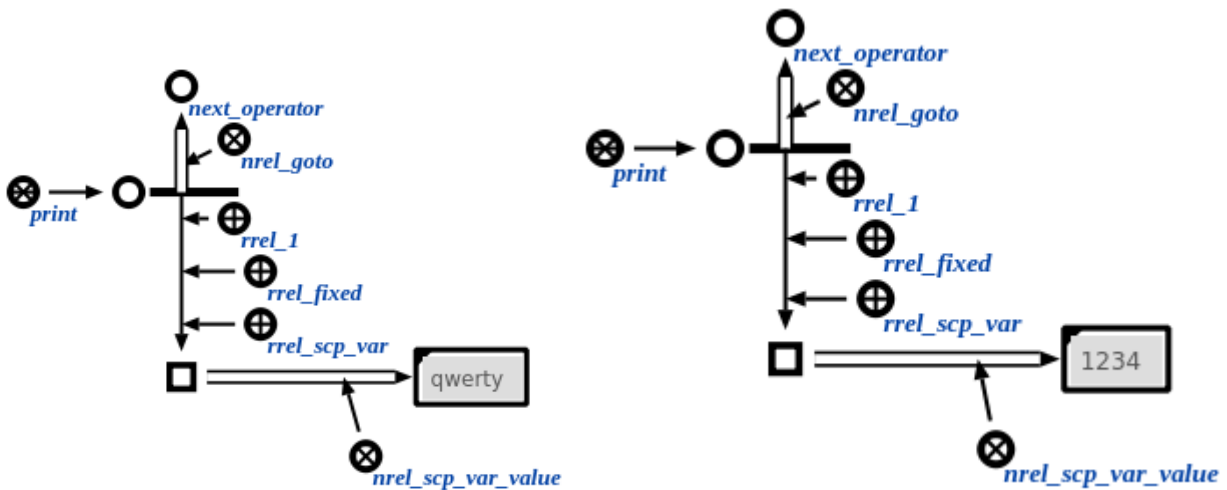 next_operator
nrel_goto
print
rrel_1
rrel_fixed
rrel_scp_var
qwerty
nrel_scp_var_value
next_operator
nrel_goto
print
rrel_1
rrel_fixed
rrel_scp_var
1234
nrel_scp_var_value